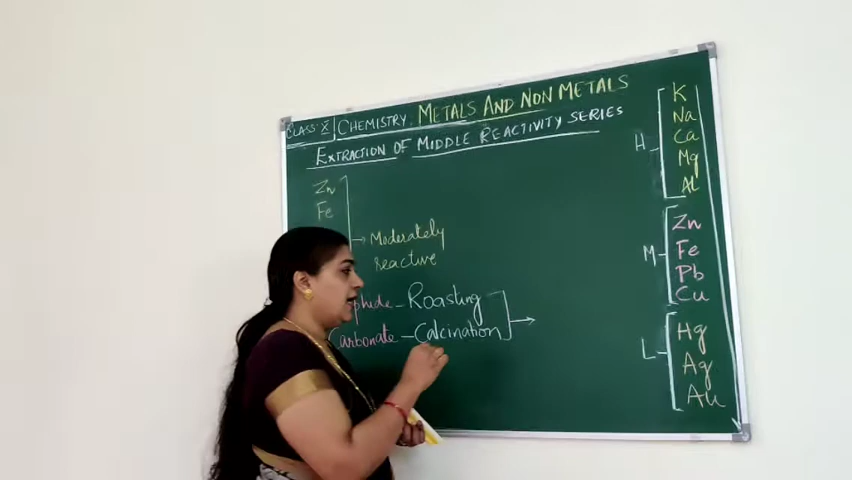 CLASS: X CHEMISTRY: METALS AND NON METALS
EXTRACTION OF MIDDLE REACTIVITY SERIES
Zn
Fe
Moderately
reactive
phide - Roasting
Carbonate - Calcination
H
K
Na
Ca
Mg
Al
M
Zn
Fe
Pb
Cu
L
Hg
Ag
Au